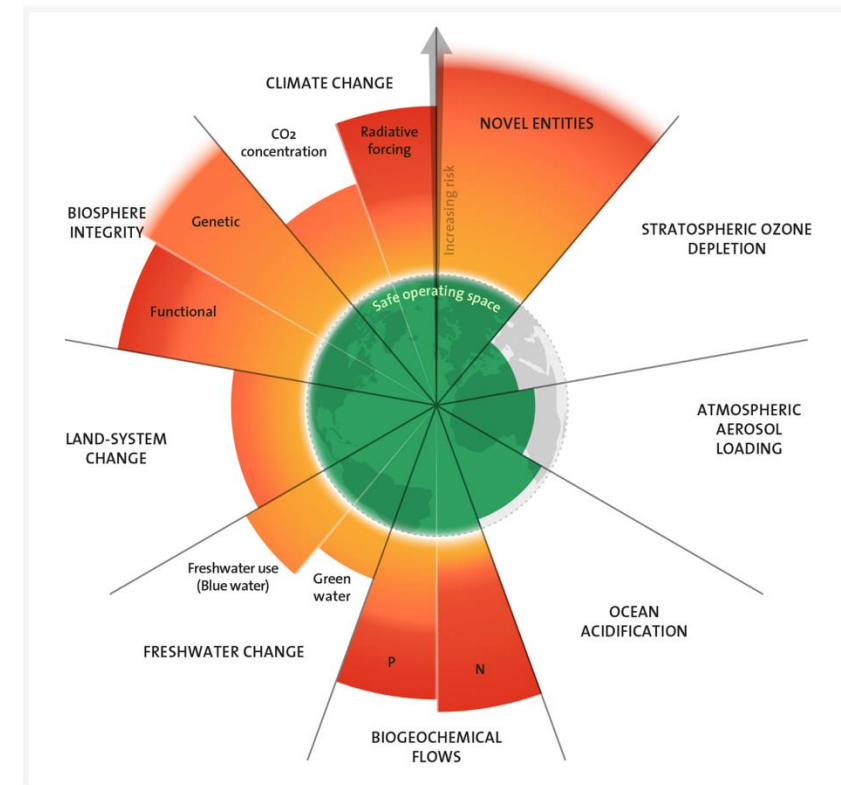 CLIMATE CHANGE
CO2
concentration
Radiative
forcing
NOVEL ENTITIES
Increasing risk
STRATOSPHERIC OZONE
DEPLETION
BIOSPHERE
INTEGRITY
Genetic
Functional
Safe operating space
LAND-SYSTEM
CHANGE
ATMOSPHERIC
AEROSOL
LOADING
Freshwater use
(Blue water)
Green
water
FRESHWATER CHANGE
OCEAN
ACIDIFICATION
P
N
BIOGEOCHEMICAL
FLOWS